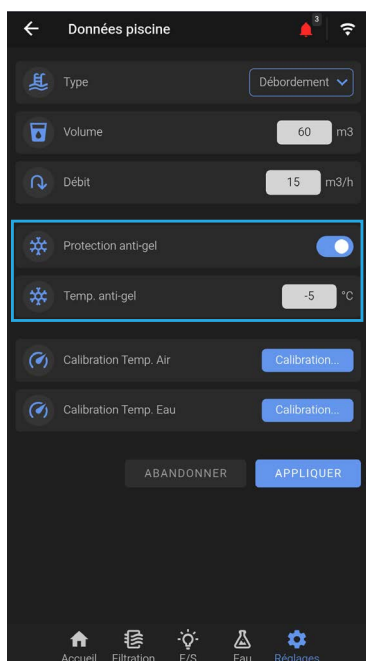 Données piscine 3
Type Débordement
Volume 60 m3
Débit 15 m3/h
Protection anti-gel
Temp. anti-gel -5 °C
Calibration Temp. Air Calibration...
Calibration Temp. Eau Calibration...
ABANDONNER APPLIQUER
Accueil Filtration E/S Eau Réglages